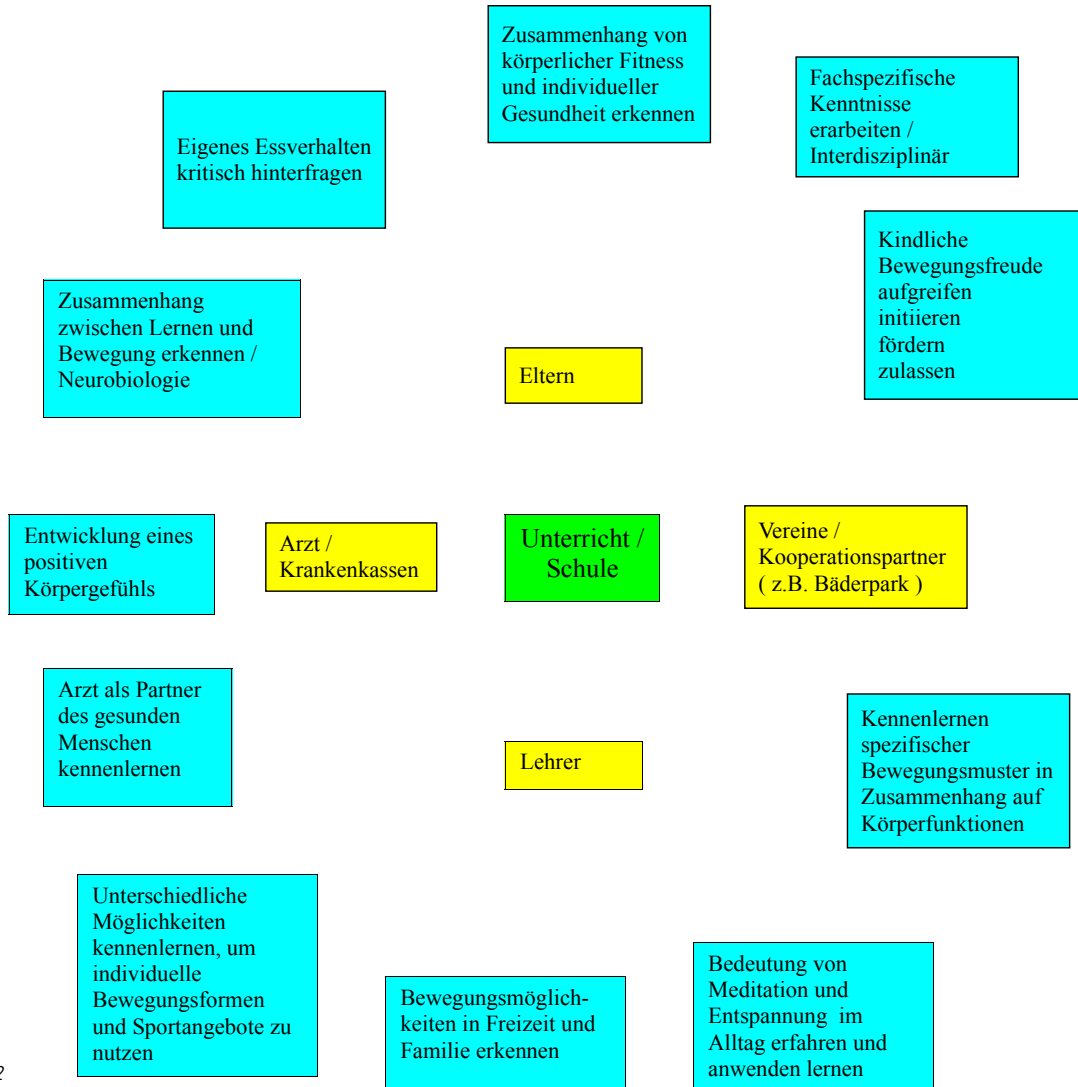 Zusammenhang von
körperlicher Fitness
und individueller
Gesundheit erkennen
Fachspezifische
Kenntnisse
erarbeiten /
Interdisziplinär
Eigenes Essverhalten
kritisch hinterfragen
Kindliche
Bewegungsfreude
aufgreifen
initiieren
fördern
zulassen
Zusammenhang
zwischen Lernen und
Bewegung erkennen /
Neurobiologie
Eltern
Entwicklung eines
positiven
Körpergefühls
Arzt /
Krankenkassen
Unterricht /
Schule
Vereine /
Kooperationspartner
( z.B. Bäderpark )
Arzt als Partner
des gesunden
Menschen
kennenlernen
Lehrer
Kennenlernen
spezifischer
Bewegungsmuster in
Zusammenhang auf
Körperfunktionen
Unterschiedliche
Möglichkeiten
kennenlernen, um
individuelle
Bewegungsformen
und Sportangebote zu
nutzen
Bewegungsmöglich-
keiten in Freizeit und
Familie erkennen
Bedeutung von
Meditation und
Entspannung im
Alltag erfahren und
anwenden lernen
2